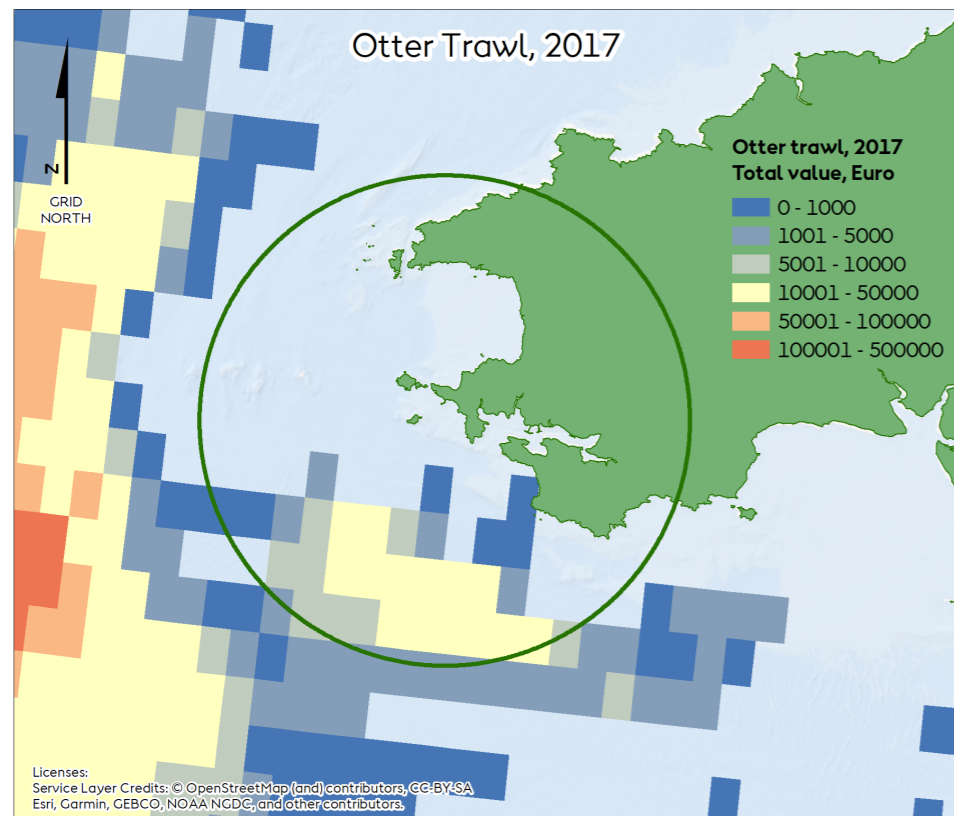 Otter Trawl, 2017
N
GRID
NORTH
Otter trawl, 2017
Total value, Euro
0 - 1000
1001 - 5000
5001 - 10000
10001 - 50000
50001 - 100000
100001 - 500000
Licenses:
Service Layer Credits: © OpenStreetMap (and) contributors, CC-BY-SA
Esri, Garmin, GEBCO, NOAA NGDC, and other contributors.